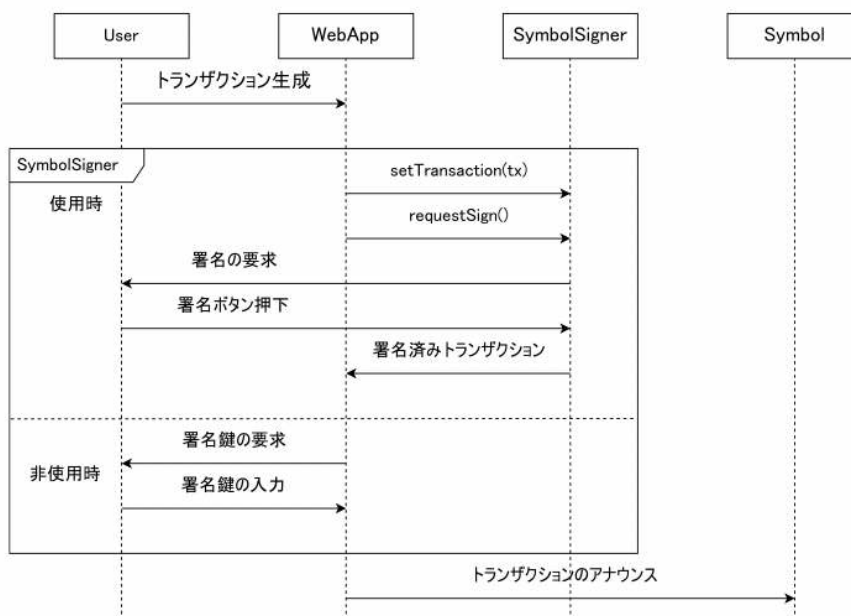 User
WebApp
SymbolSigner
Symbol
トランザクション生成
SymbolSigner
使用時
setTransaction(tx)
requestSign()
署名の要求
署名ボタン押下
署名済みトランザクション
非使用時
署名鍵の要求
署名鍵の入力
トランザクションのアナウンス